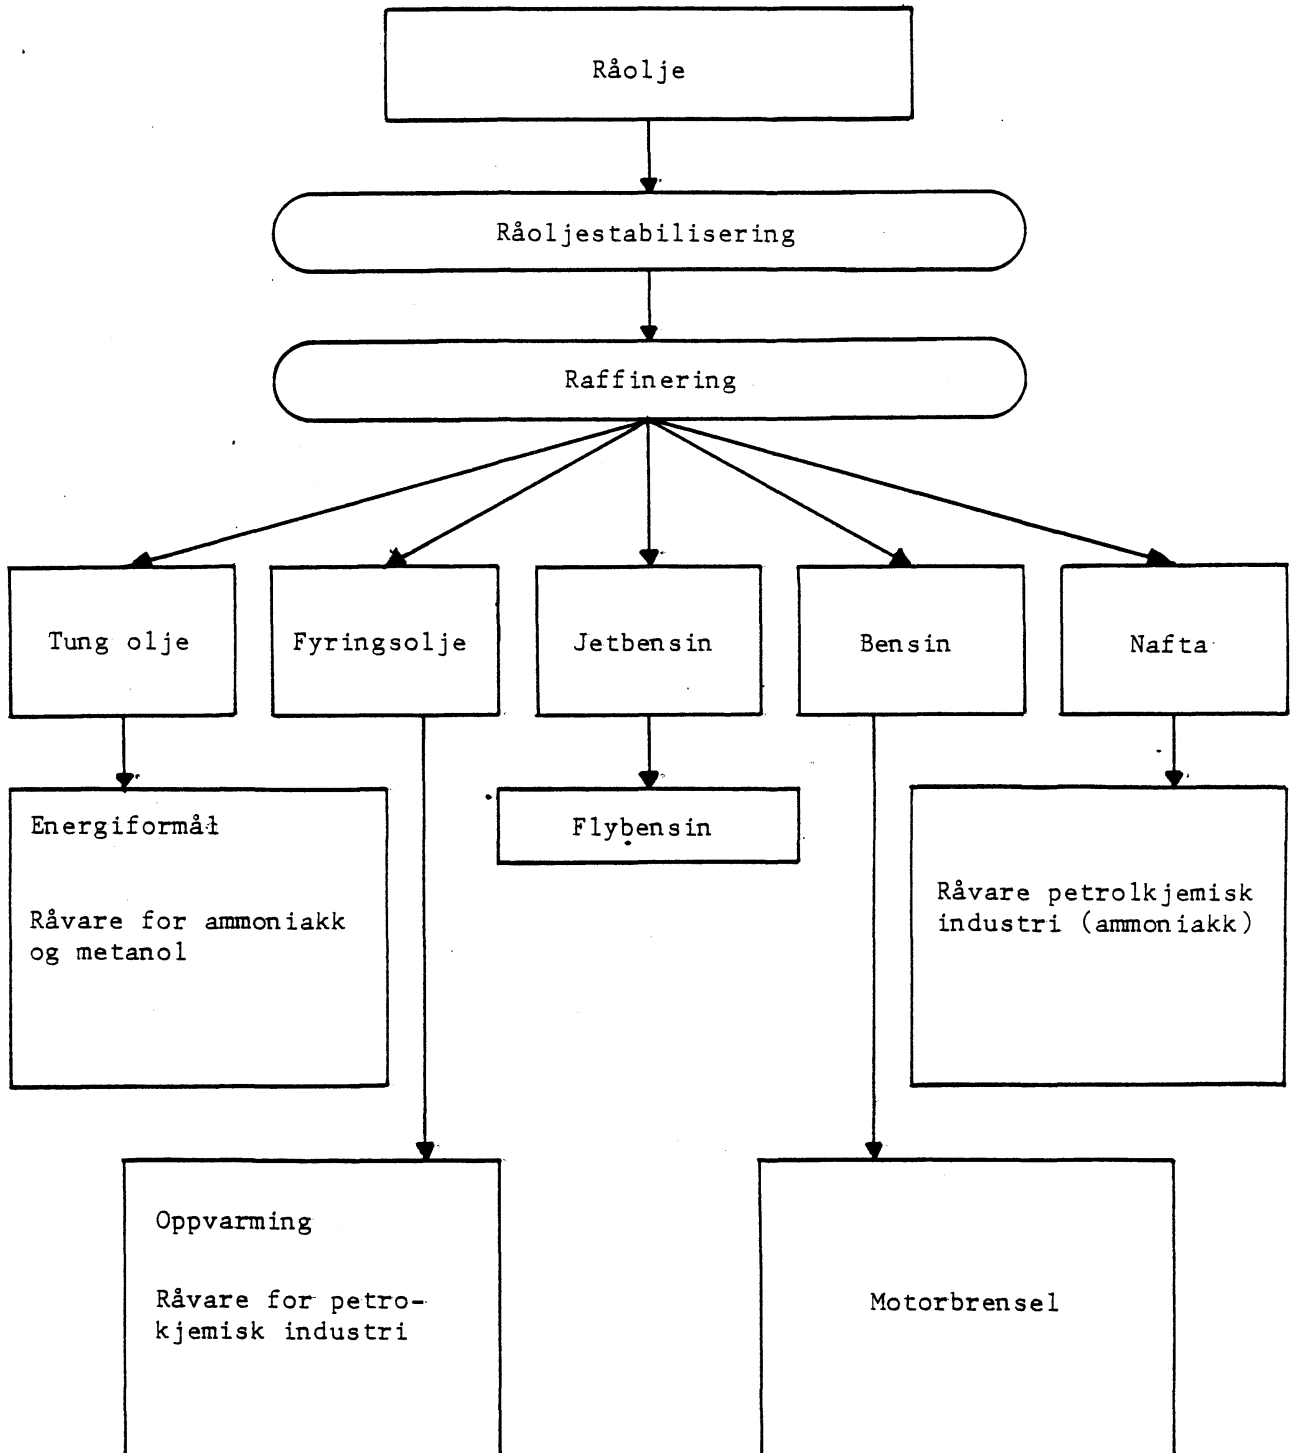 Råolje
Råoljestabilisering
Raffinering
Tung olje
Fyringsolje
Jetbensin
Bensin
Nafta
Energiformål
Råvare for ammoniakk
og metanol
Flybensin
Råvare petrolkjemisk
industri (ammoniakk)
Oppvarming
Råvare for petro-
kjemisk industri
Motorbrensel